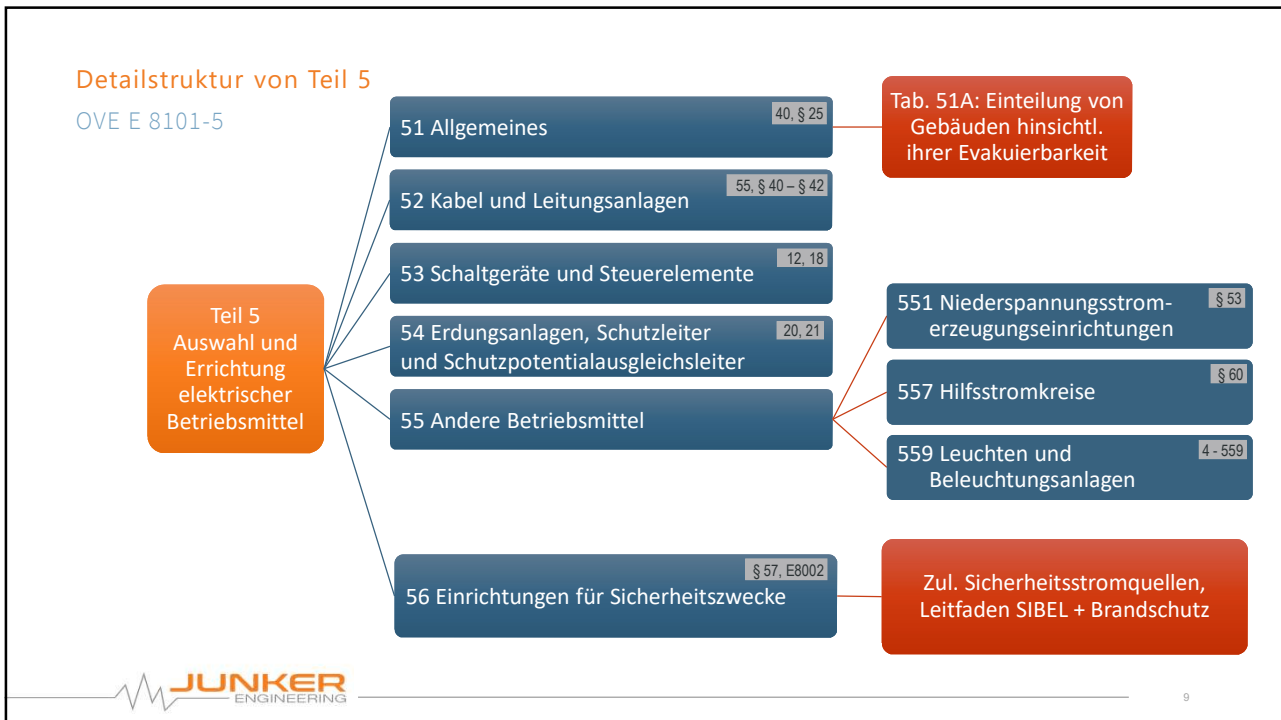 Detailstruktur von Teil 5
OVE E 8101-5
Teil 5
Auswahl und
Errichtung
elektrischer
Betriebsmittel
51 Allgemeines
40, § 25
Tab. 51A: Einteilung von
Gebäuden hinsichtl.
ihrer Evakuierbarkeit
52 Kabel und Leitungsanlagen
55, § 40 – § 42
53 Schaltgeräte und Steuerelemente
12, 18
54 Erdungsanlagen, Schutzleiter
und Schutzpotentialausgleichsleiter
20, 21
55 Andere Betriebsmittel
551 Niederspannungsstrom-
erzeugungseinrichtungen
§ 53
557 Hilfsstromkreise
§ 60
559 Leuchten und
Beleuchtungsanlagen
4 - 559
56 Einrichtungen für Sicherheitszwecke
§ 57, E8002
Zul. Sicherheitsstromquellen,
Leitfaden SIBEL + Brandschutz
JUNKER
ENGINEERING
9